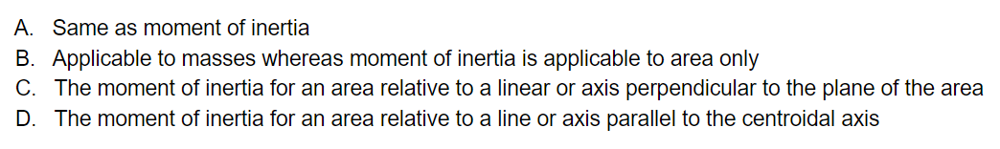 A. Same as moment of inertia
B. Applicable to masses whereas moment of inertia is applicable to area only
C. The moment of inertia for an area relative to a linear or axis perpendicular to the plane of the area
D. The moment of inertia for an area relative to a line or axis parallel to the centroidal axis